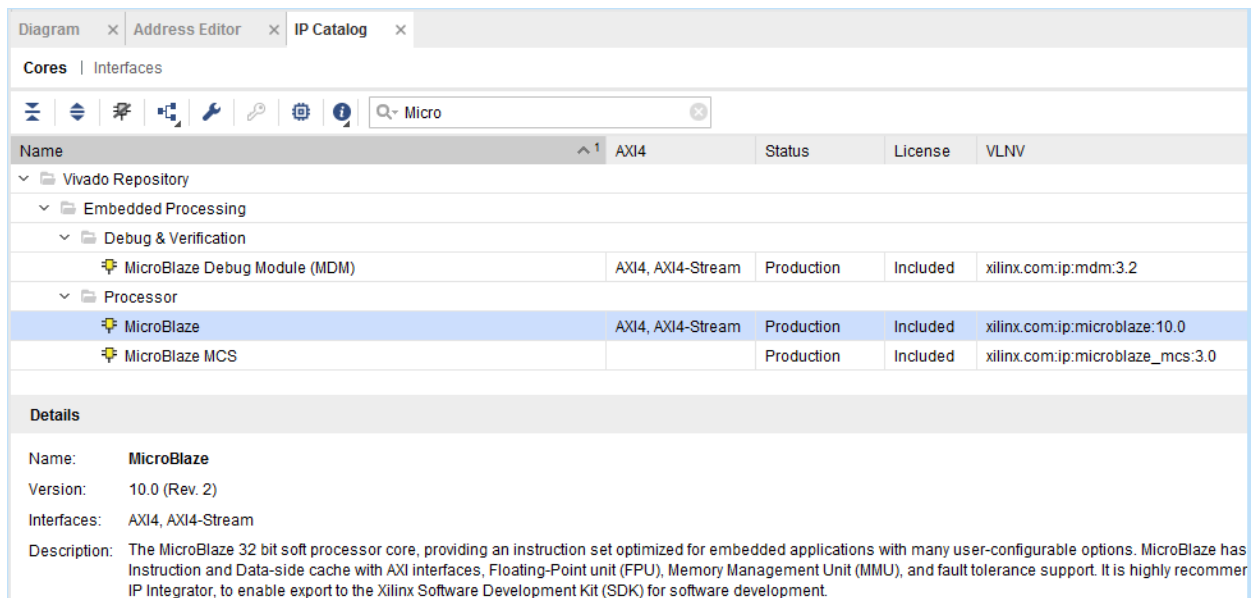 Diagram × Address Editor × IP Catalog ×
Cores | Interfaces
Micro
Name 1 AXI4 Status License VLNV
Vivado Repository
Embedded Processing
Debug & Verification
MicroBlaze Debug Module (MDM) AXI4, AXI4-Stream Production Included xilinx.com:ip:mdm:3.2
Processor
MicroBlaze AXI4, AXI4-Stream Production Included xilinx.com:ip:microblaze:10.0
MicroBlaze MCS Production Included xilinx.com:ip:microblaze_mcs:3.0
Details
Name: MicroBlaze
Version: 10.0 (Rev. 2)
Interfaces: AXI4, AXI4-Stream
Description: The MicroBlaze 32 bit soft processor core, providing an instruction set optimized for embedded applications with many user-configurable options. MicroBlaze has
Instruction and Data-side cache with AXI interfaces, Floating-Point unit (FPU), Memory Management Unit (MMU), and fault tolerance support. It is highly recommer
IP Integrator, to enable export to the Xilinx Software Development Kit (SDK) for software development.